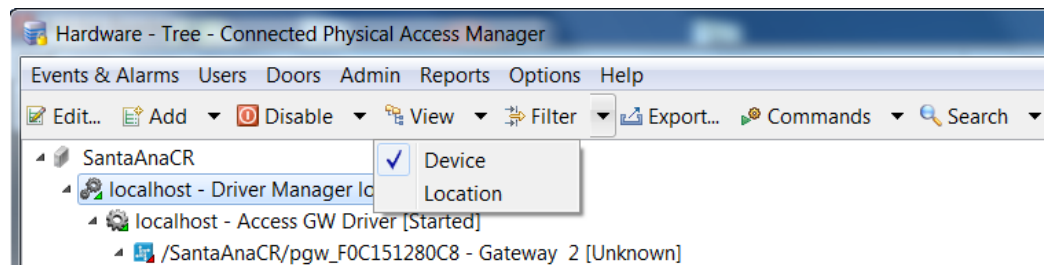 Hardware - Tree - Connected Physical Access Manager
Events & Alarms Users Doors Admin Reports Options Help
Edit... Add Disable View Filter Export... Commands Search
SantaAnaCR
Device
localhost - Driver Manager
Location
localhost - Access GW Driver [Started]
/SantaAnaCR/pgw_F0C151280C8 - Gateway 2 [Unknown]